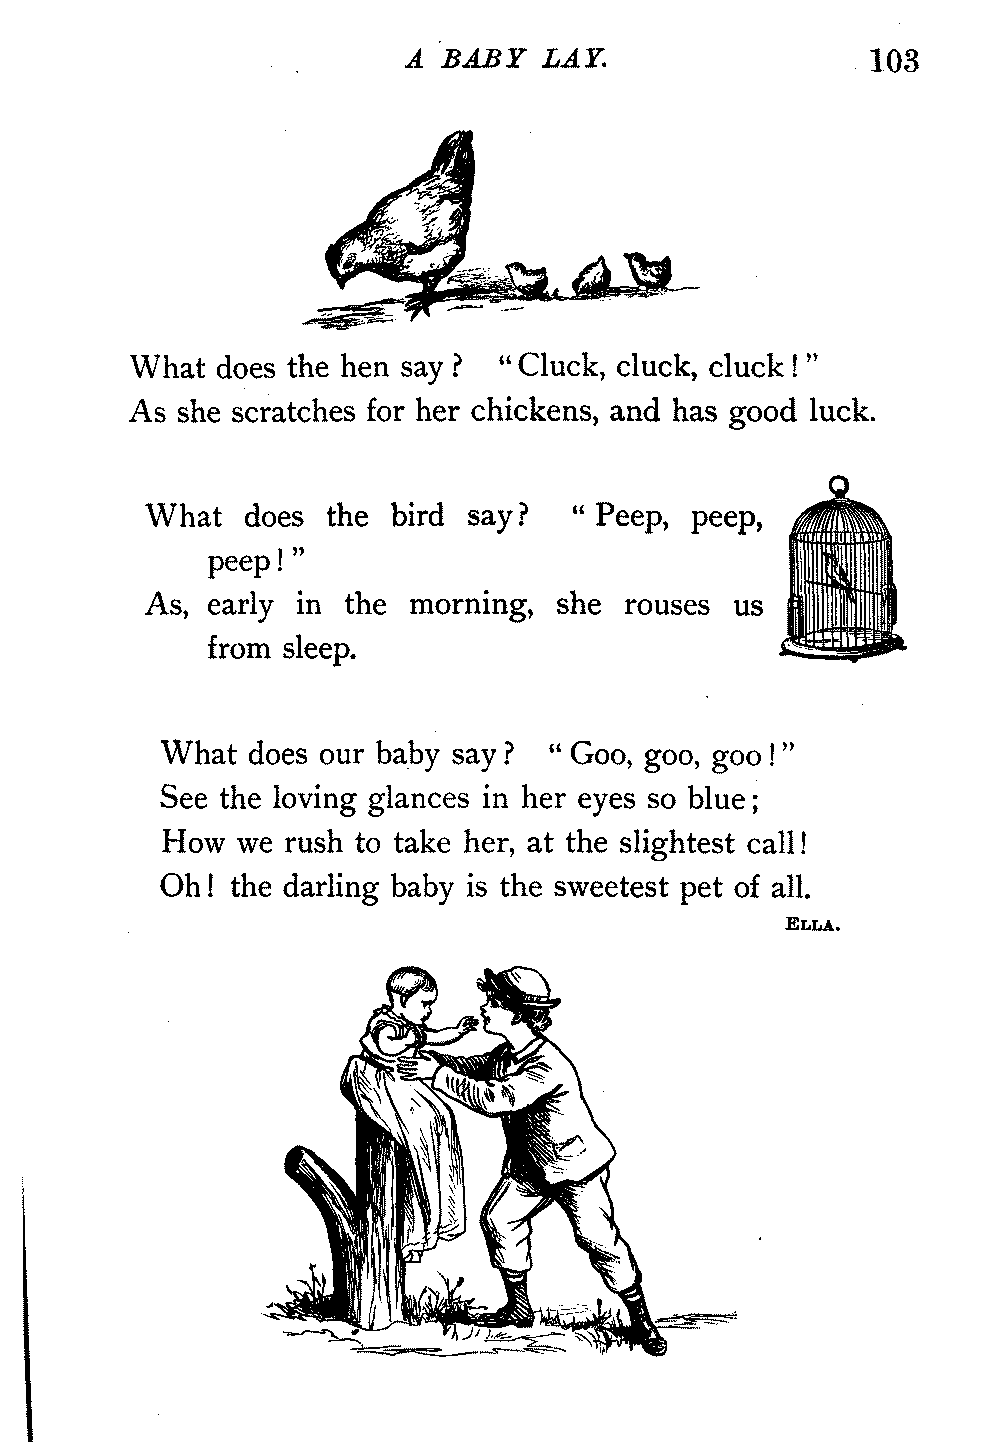 A BABY LAY.
103
What does the hen say? "Cluck, cluck, cluck!"
As she scratches for her chickens, and has good luck.
What does the bird say? "Peep, peep,
peep!"
As, early in the morning, she rouses us
from sleep.
What does our baby say? "Goo, goo, goo!"
See the loving glances in her eyes so blue;
How we rush to take her, at the slightest call!
Oh! the darling baby is the sweetest pet of all.
ELLA.